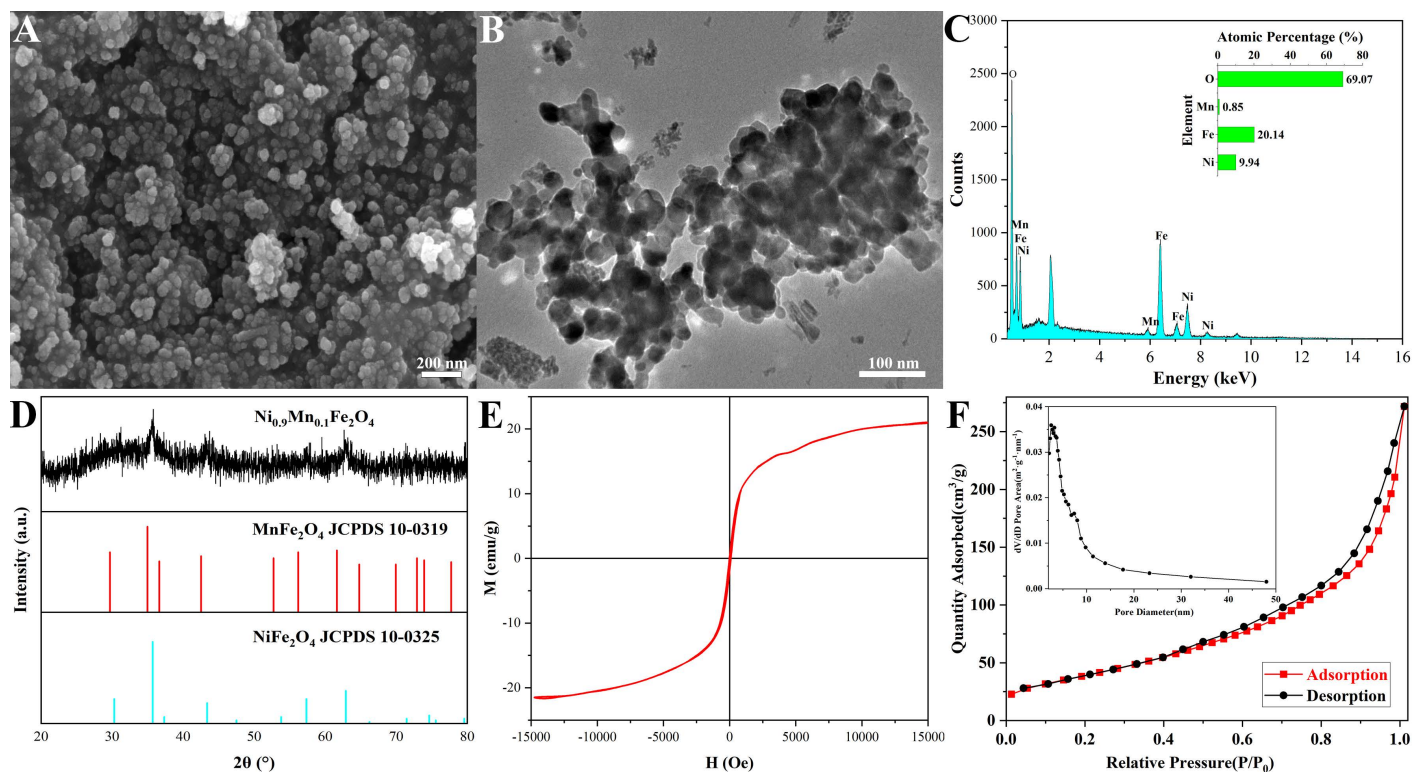 A
200 nm
B
100 nm
C
3000
2500
2000
1500
1000
500
0
Counts
2 4 6 8 10 12 14 16
Energy (keV)
O
Mn
Fe
Ni
Mn
Fe
Fe
Ni
Ni
Atomic Percentage (%)
0 20 40 60 80
Element
O 69.07
Mn 0.85
Fe 20.14
Ni 9.94
D
Intensity (a.u.)
Ni₀.₉Mn₀.₁Fe₂O₄
MnFe₂O₄ JCPDS 10-0319
NiFe₂O₄ JCPDS 10-0325
20 30 40 50 60 70 80
2θ (°)
E
M (emu/g)
20
10
0
-10
-20
-15000 -10000 -5000 0 5000 10000 15000
H (Oe)
F
Quantity Adsorbed(cm³/g)
250
200
150
100
50
0
0.0 0.2 0.4 0.6 0.8 1.0
Relative Pressure(P/P₀)
dV/dD Pore Area(m²·g⁻¹·nm⁻¹)
0.04
0.03
0.02
0.01
0.00
10 20 30 40 50
Pore Diameter(nm)
Adsorption
Desorption